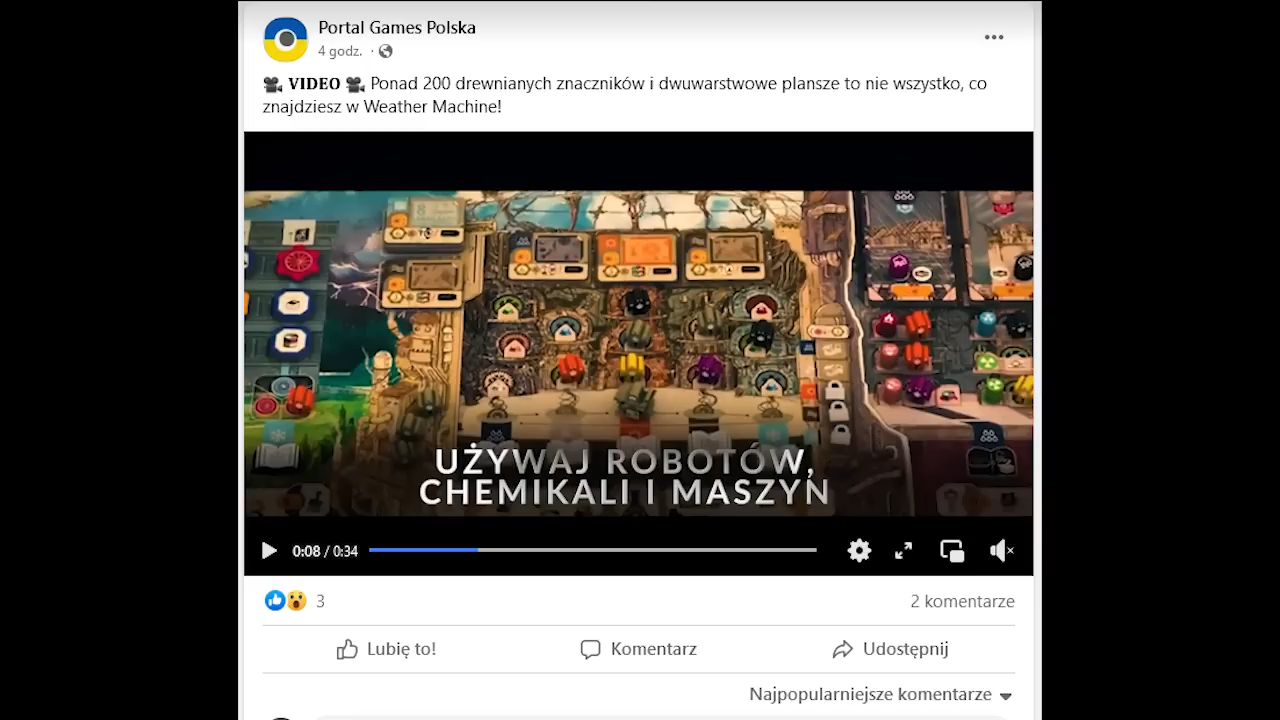 Portal Games Polska
4 godz. ·
VIDEO Ponad 200 drewnianych znaczników i dwuwarstwowe plansze to nie wszystko, co
znajdziesz w Weather Machine!
UŻYWAJ ROBOTÓW,
CHEMIKALI I MASZYN
0:08 / 0:34
3
2 komentarze
Lubię to!
Komentarz
Udostępnij
Najpopularniejsze komentarze